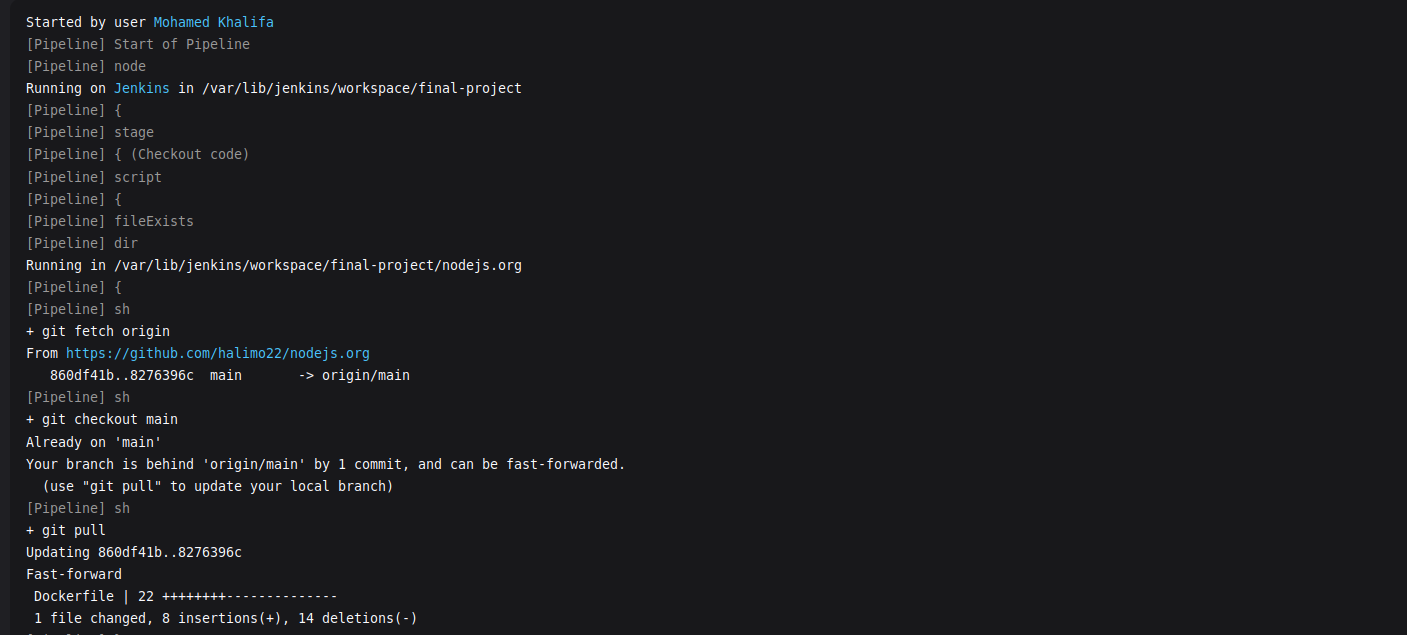 Started by user Mohamed Khalifa
[Pipeline] Start of Pipeline
[Pipeline] node
Running on Jenkins in /var/lib/jenkins/workspace/final-project
[Pipeline] {
[Pipeline] stage
[Pipeline] { (Checkout code)
[Pipeline] script
[Pipeline] {
[Pipeline] fileExists
[Pipeline] dir
Running in /var/lib/jenkins/workspace/final-project/nodejs.org
[Pipeline] {
[Pipeline] sh
+ git fetch origin
From https://github.com/halimo22/nodejs.org
   860df41b..8276396c  main       -> origin/main
[Pipeline] sh
+ git checkout main
Already on 'main'
Your branch is behind 'origin/main' by 1 commit, and can be fast-forwarded.
  (use "git pull" to update your local branch)
[Pipeline] sh
+ git pull
Updating 860df41b..8276396c
Fast-forward
 Dockerfile | 22 ++++++++--------------
 1 file changed, 8 insertions(+), 14 deletions(-)